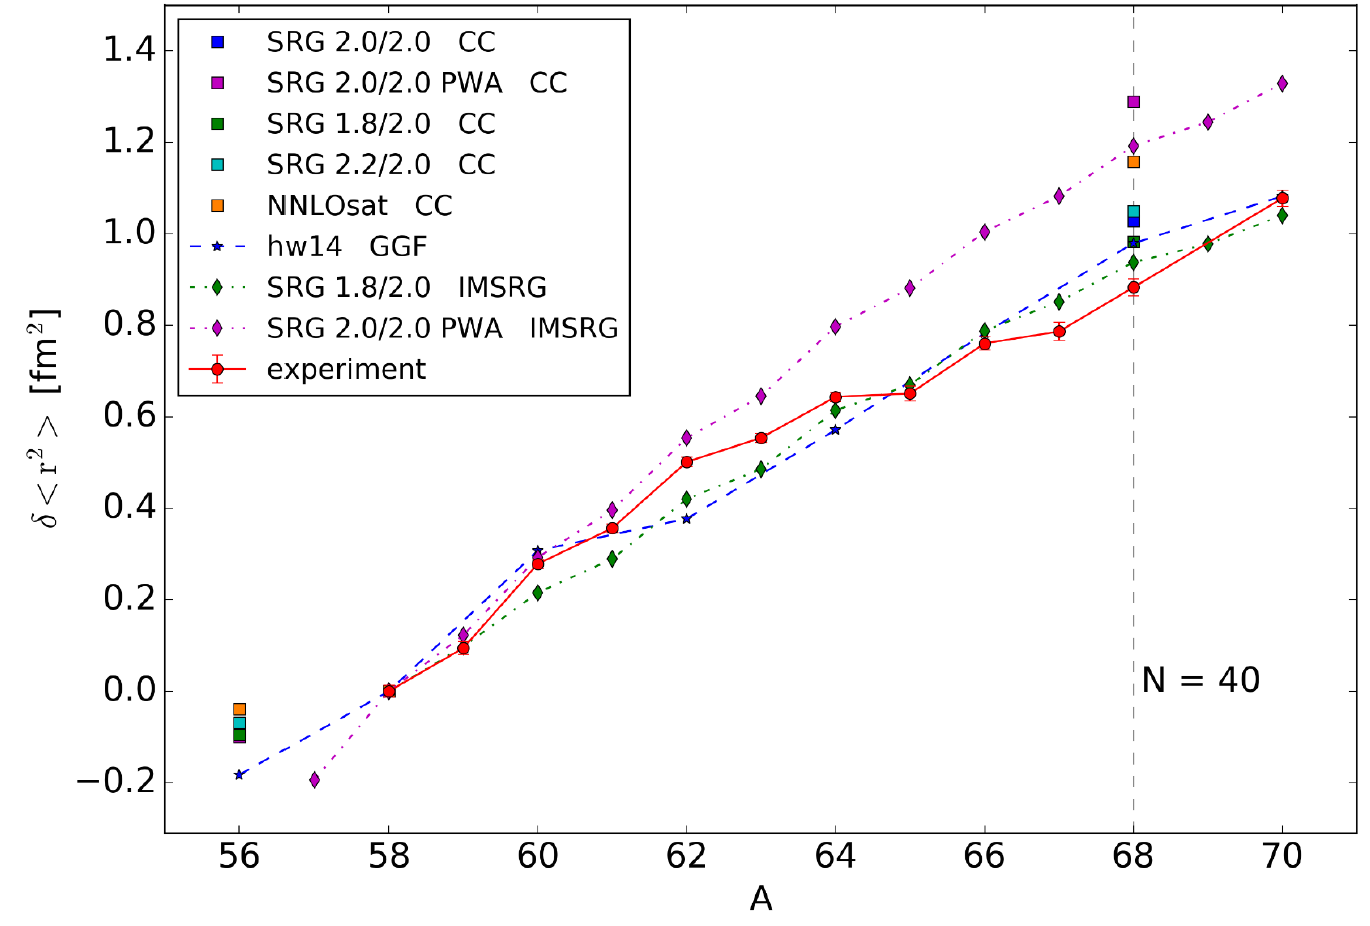 1.4
1.2
1.0
0.8
0.6
0.4
0.2
0.0
−0.2
δ < r² > [fm²]
SRG 2.0/2.0 CC
SRG 2.0/2.0 PWA CC
SRG 1.8/2.0 CC
SRG 2.2/2.0 CC
NNLOsat CC
hw14 GGF
SRG 1.8/2.0 IMSRG
SRG 2.0/2.0 PWA IMSRG
experiment
N = 40
56 58 60 62 64 66 68 70
A